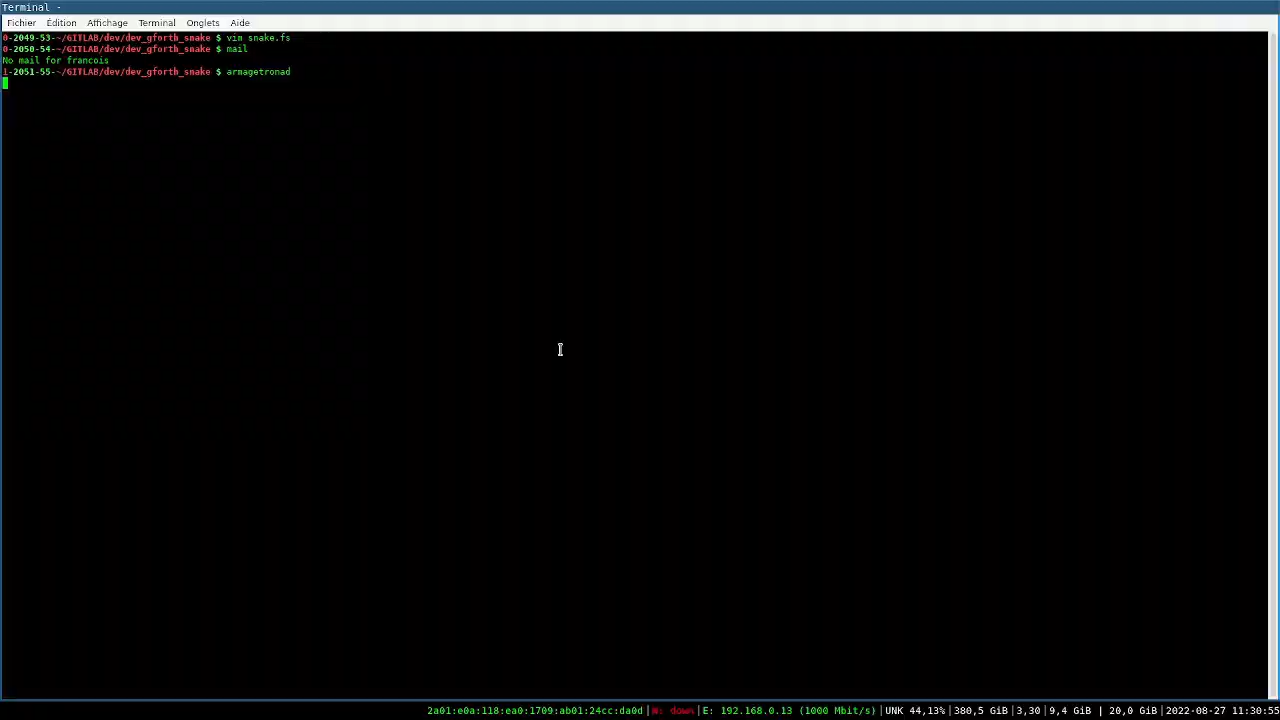 Terminal -
Fichier Édition Affichage Terminal Onglets Aide
0-2049-53-~/GITLAB/dev/dev_gforth_snake $ vim snake.fs
0-2050-54-~/GITLAB/dev/dev_gforth_snake $ mail
No mail for francois
1-2051-55-~/GITLAB/dev/dev_gforth_snake $ armagetronad
2a01:e0a:118:ea0:1709:ab01:24cc:da0d|W: down|E: 192.168.0.13 (1000 Mbit/s)|UNK 44,13%|380,5 GiB|3,30|9,4 GiB | 20,0 GiB|2022-08-27 11:30:55